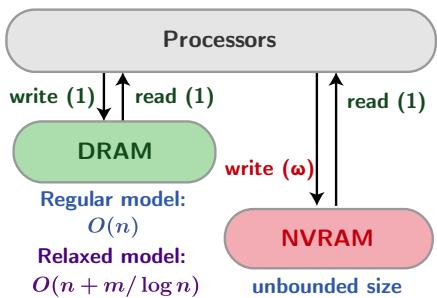 Processors
write (1)
read (1)
read (1)
DRAM
write (ω)
Regular model:
O(n)
NVRAM
Relaxed model:
O(n + m/ log n)
unbounded size